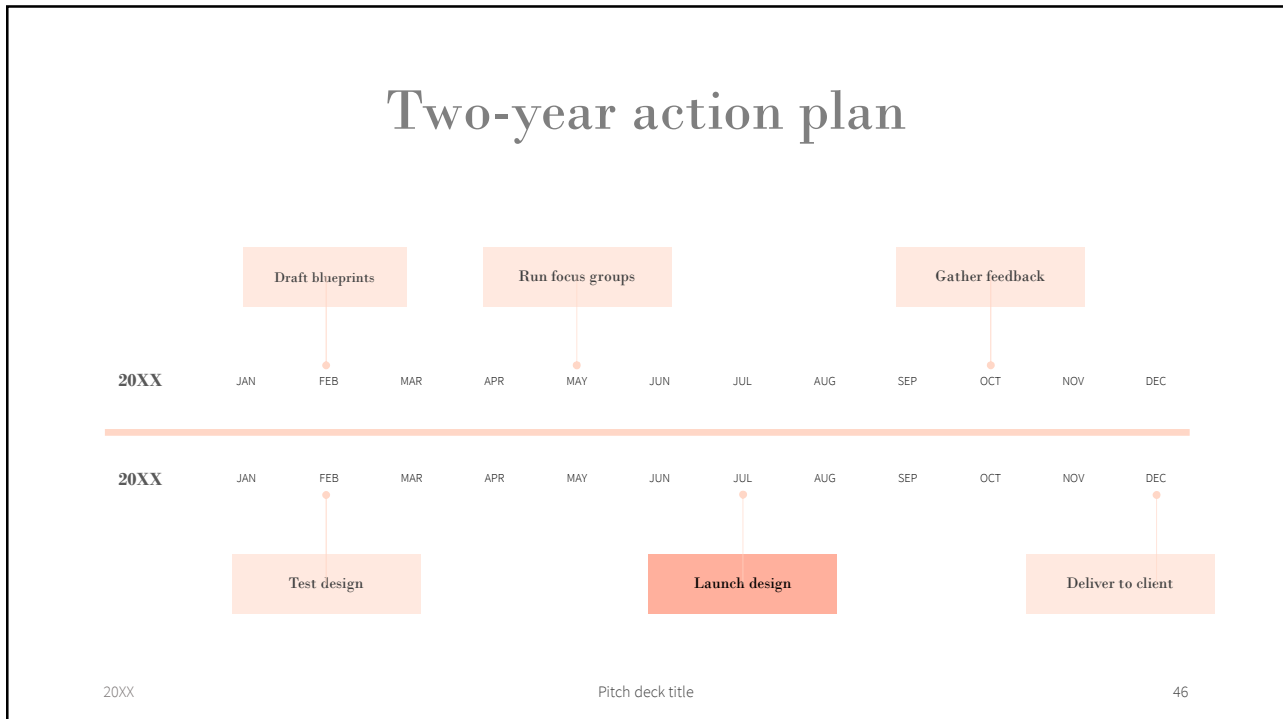 Two-year action plan
Draft blueprints
Run focus groups
Gather feedback
20XX JAN FEB MAR APR MAY JUN JUL AUG SEP OCT NOV DEC
20XX JAN FEB MAR APR MAY JUN JUL AUG SEP OCT NOV DEC
Test design
Launch design
Deliver to client
20XX Pitch deck title 46